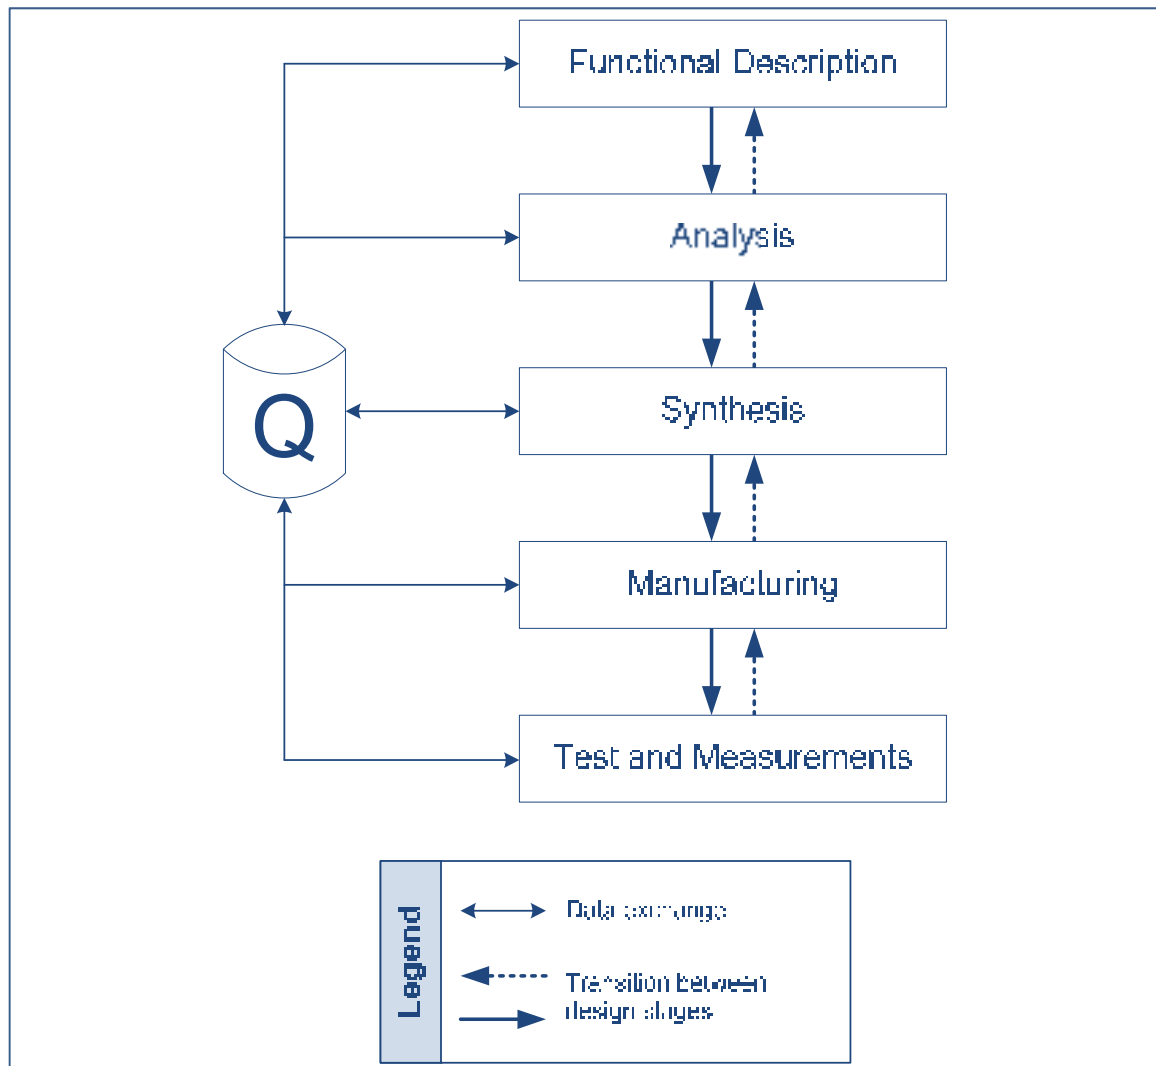 Functional Description
Analysis
Q
Synthesis
Manufacturing
Test and Measurements
Legend
Data exchange
Transition between
design stages